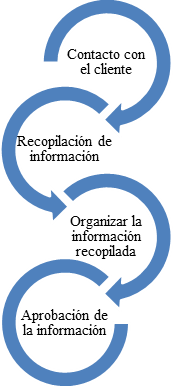 Contacto con
el cliente
Recopilación de
información
Organizar la
información
recopilada
Aprobación de
la información